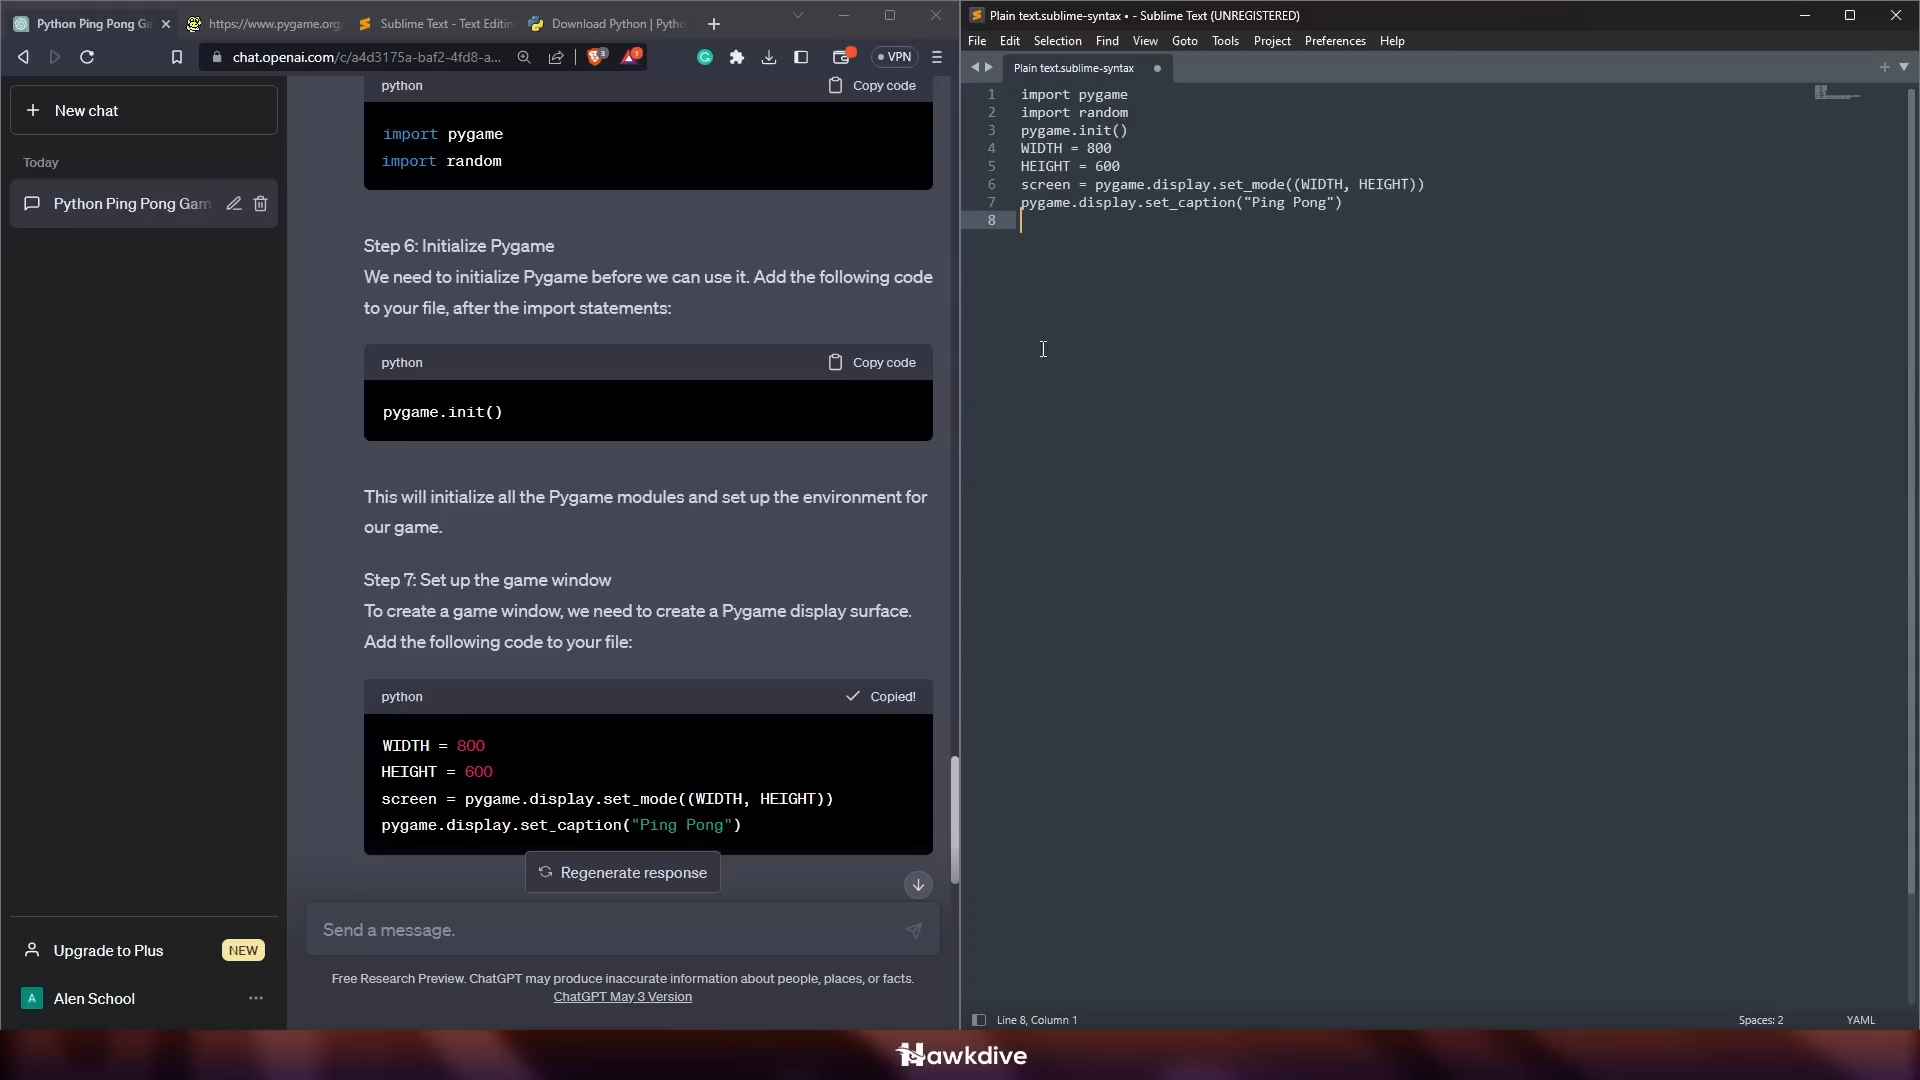 Python Ping Pong Ga
https://www.pygame.org
Sublime Text - Text Editin
Download Python | Pytho
chat.openai.com/c/a4d3175a-baf2-4fd8-a...
3
1
VPN
New chat
Today
Python Ping Pong Gam
python
Copy code
import pygame
import random
Step 6: Initialize Pygame
We need to initialize Pygame before we can use it. Add the following code
to your file, after the import statements:
python
Copy code
pygame.init()
This will initialize all the Pygame modules and set up the environment for
our game.
Step 7: Set up the game window
To create a game window, we need to create a Pygame display surface.
Add the following code to your file:
python
Copied!
WIDTH = 800
HEIGHT = 600
screen = pygame.display.set_mode((WIDTH, HEIGHT))
pygame.display.set_caption("Ping Pong")
Regenerate response
Send a message.
Free Research Preview. ChatGPT may produce inaccurate information about people, places, or facts.
ChatGPT May 3 Version
Upgrade to Plus
NEW
A
Alen School
Plain text.sublime-syntax • - Sublime Text (UNREGISTERED)
File Edit Selection Find View Goto Tools Project Preferences Help
Plain text.sublime-syntax
1 import pygame
2 import random
3 pygame.init()
4 WIDTH = 800
5 HEIGHT = 600
6 screen = pygame.display.set_mode((WIDTH, HEIGHT))
7 pygame.display.set_caption("Ping Pong")
8
Line 8, Column 1
Spaces: 2
YAML
Hawkdive